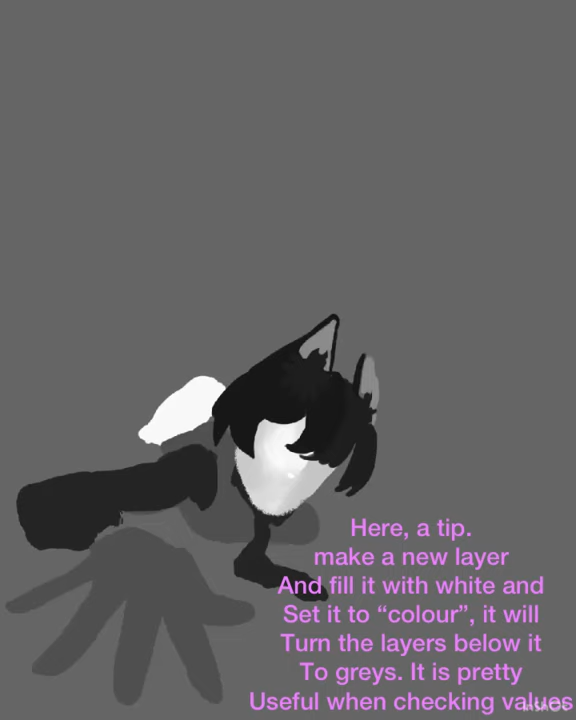 Here, a tip.
make a new layer
And fill it with white and
Set it to “colour”, it will
Turn the layers below it
To greys. It is pretty
Useful when checking values
InShOt